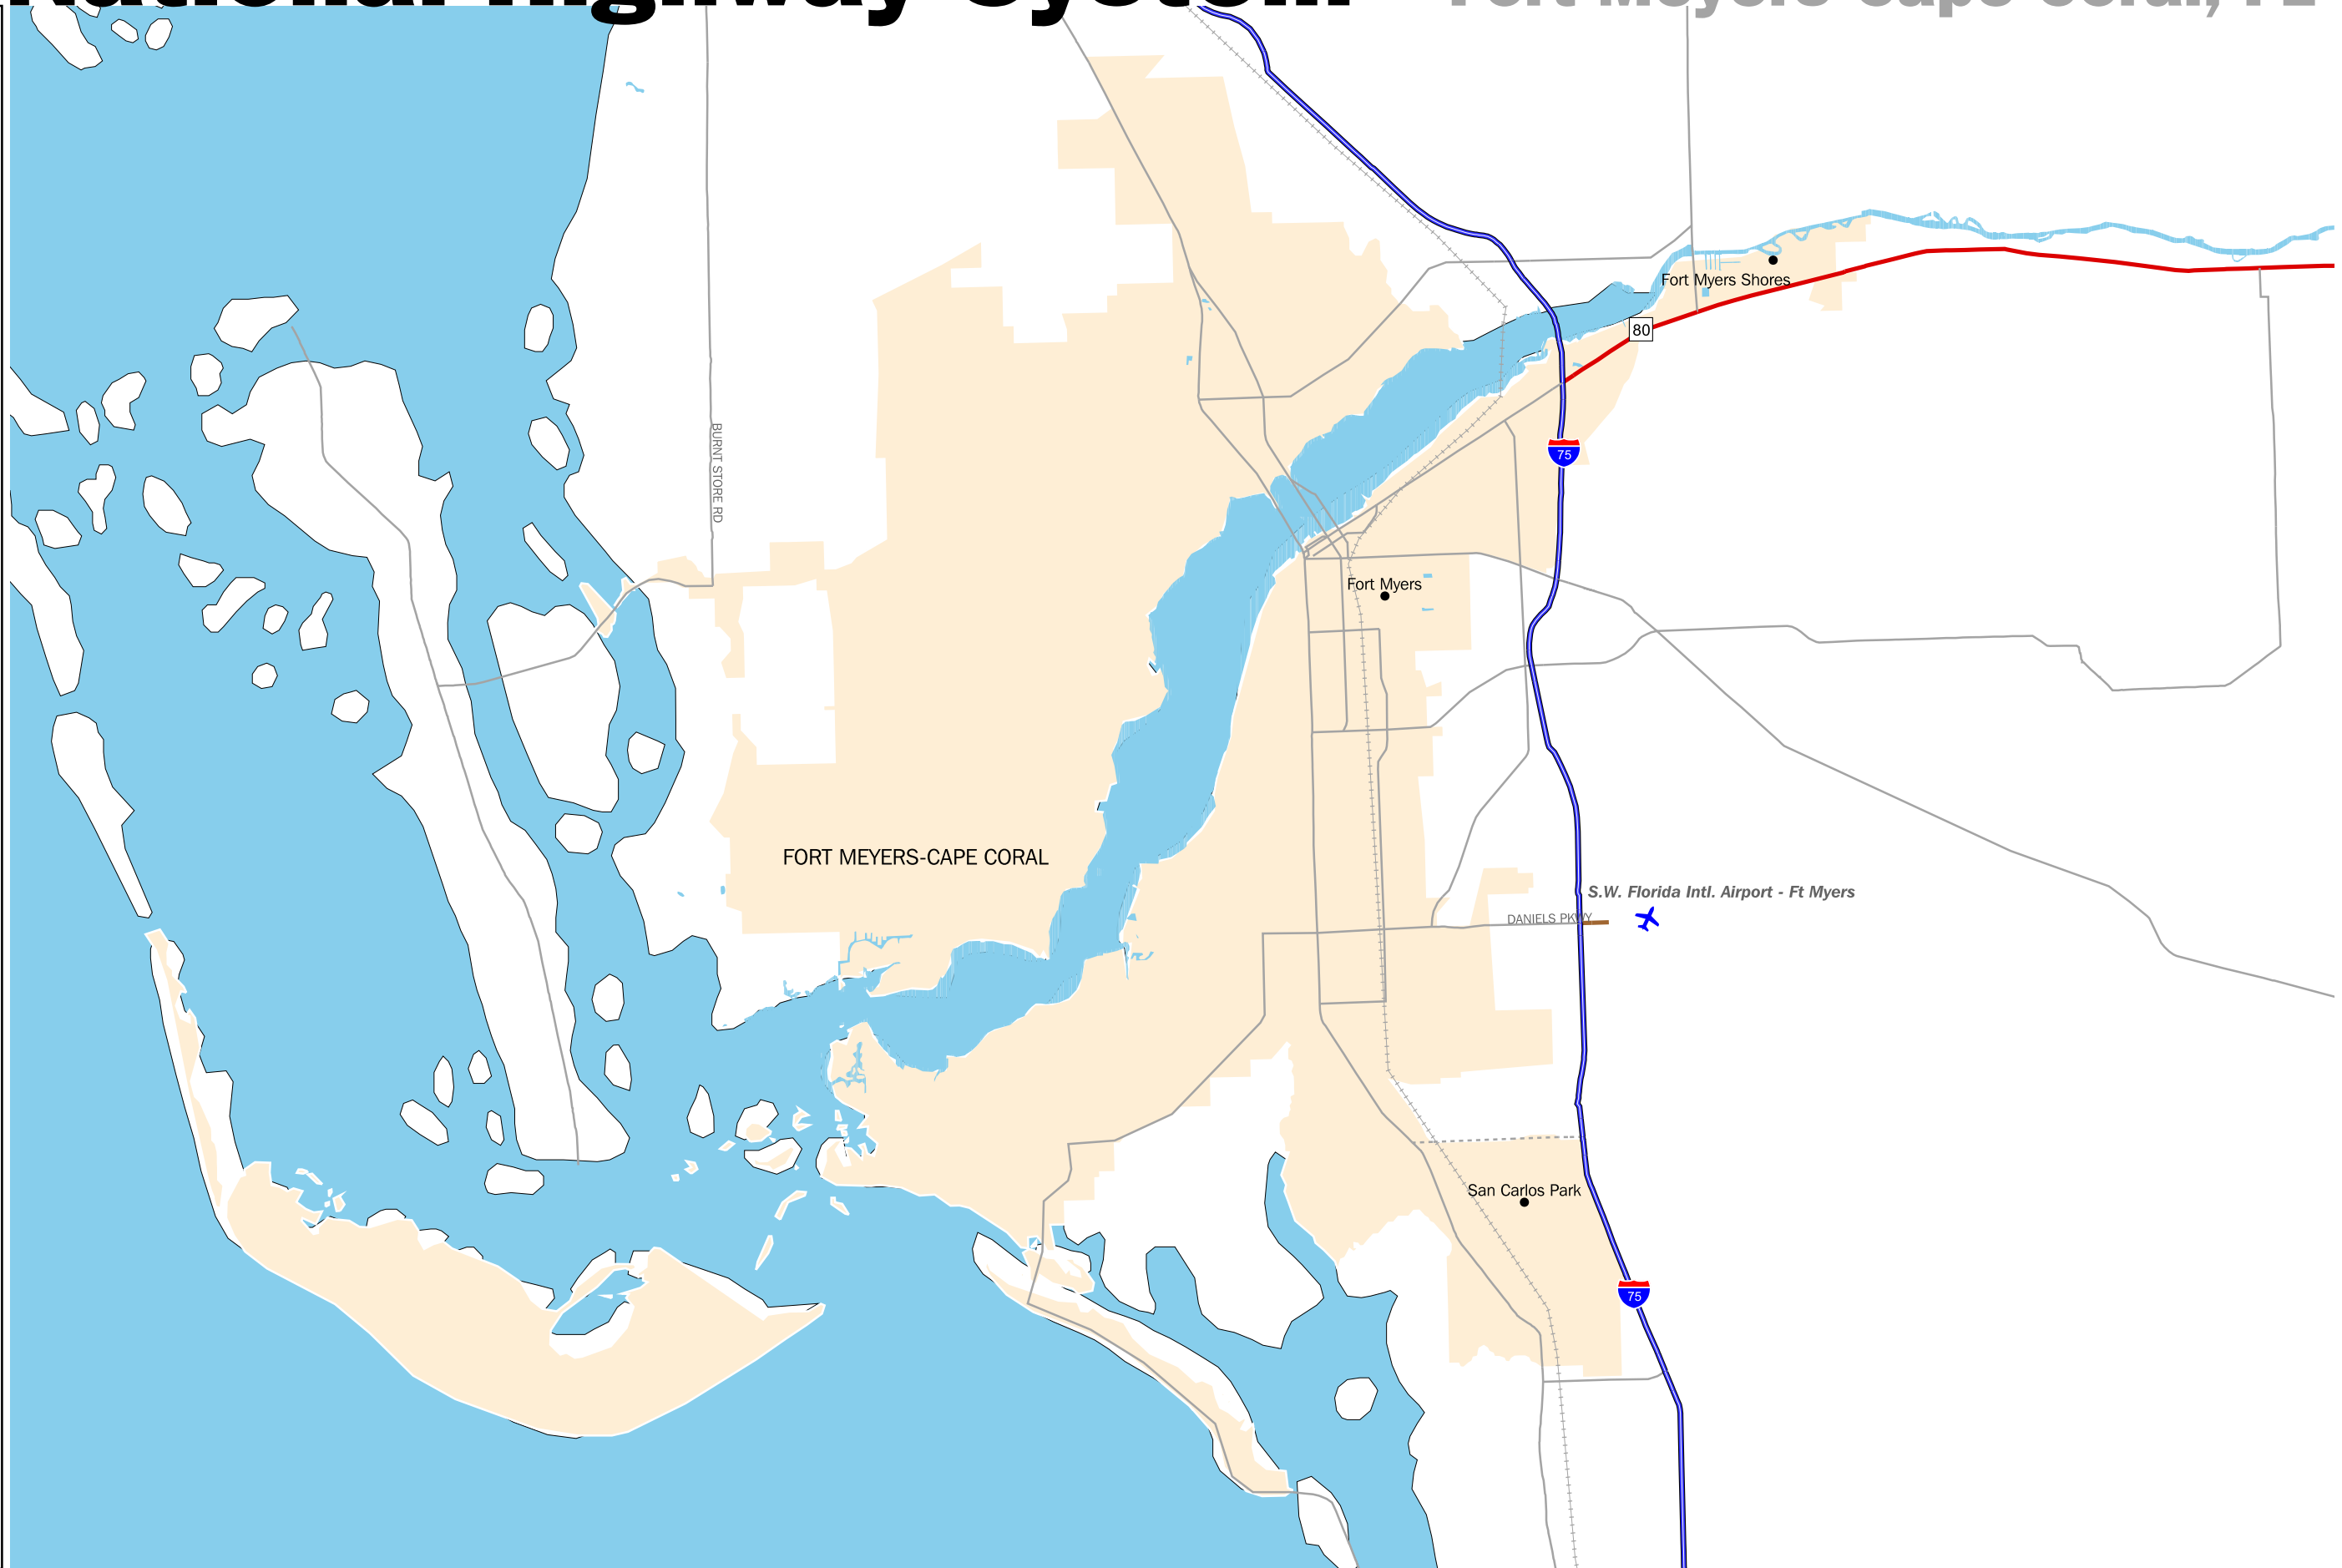 National Highway System
Fort Meyers-Cape Coral, FL
Fort Myers Shores
80
BURNT STORE RD
75
Fort Myers
FORT MEYERS-CAPE CORAL
S.W. Florida Intl. Airport - Ft Myers
DANIELS PKWY
San Carlos Park
75